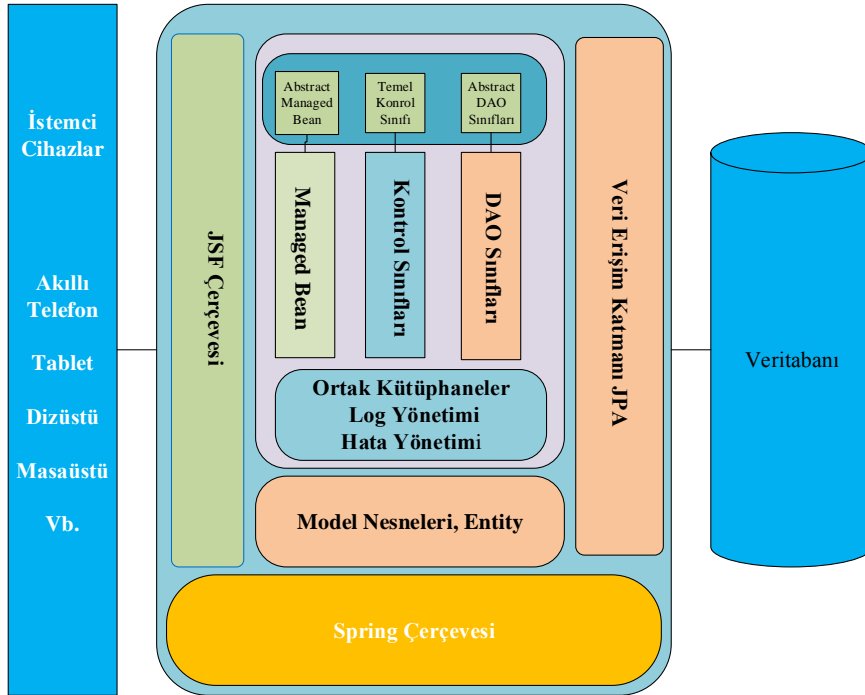 İstemci
Cihazlar
Akıllı
Telefon
Tablet
Dizüstü
Masaüstü
Vb.
JSF Çerçevesi
Abstract
Managed
Bean
Temel
Konrol
Sınıfı
Abstract
DAO
Sınıfları
Managed Bean
Kontrol Sınıfları
DAO Sınıfları
Ortak Kütüphaneler
Log Yönetimi
Hata Yönetimi
Model Nesneleri, Entity
Veri Erişim Katmanı JPA
Spring Çerçevesi
Veritabanı